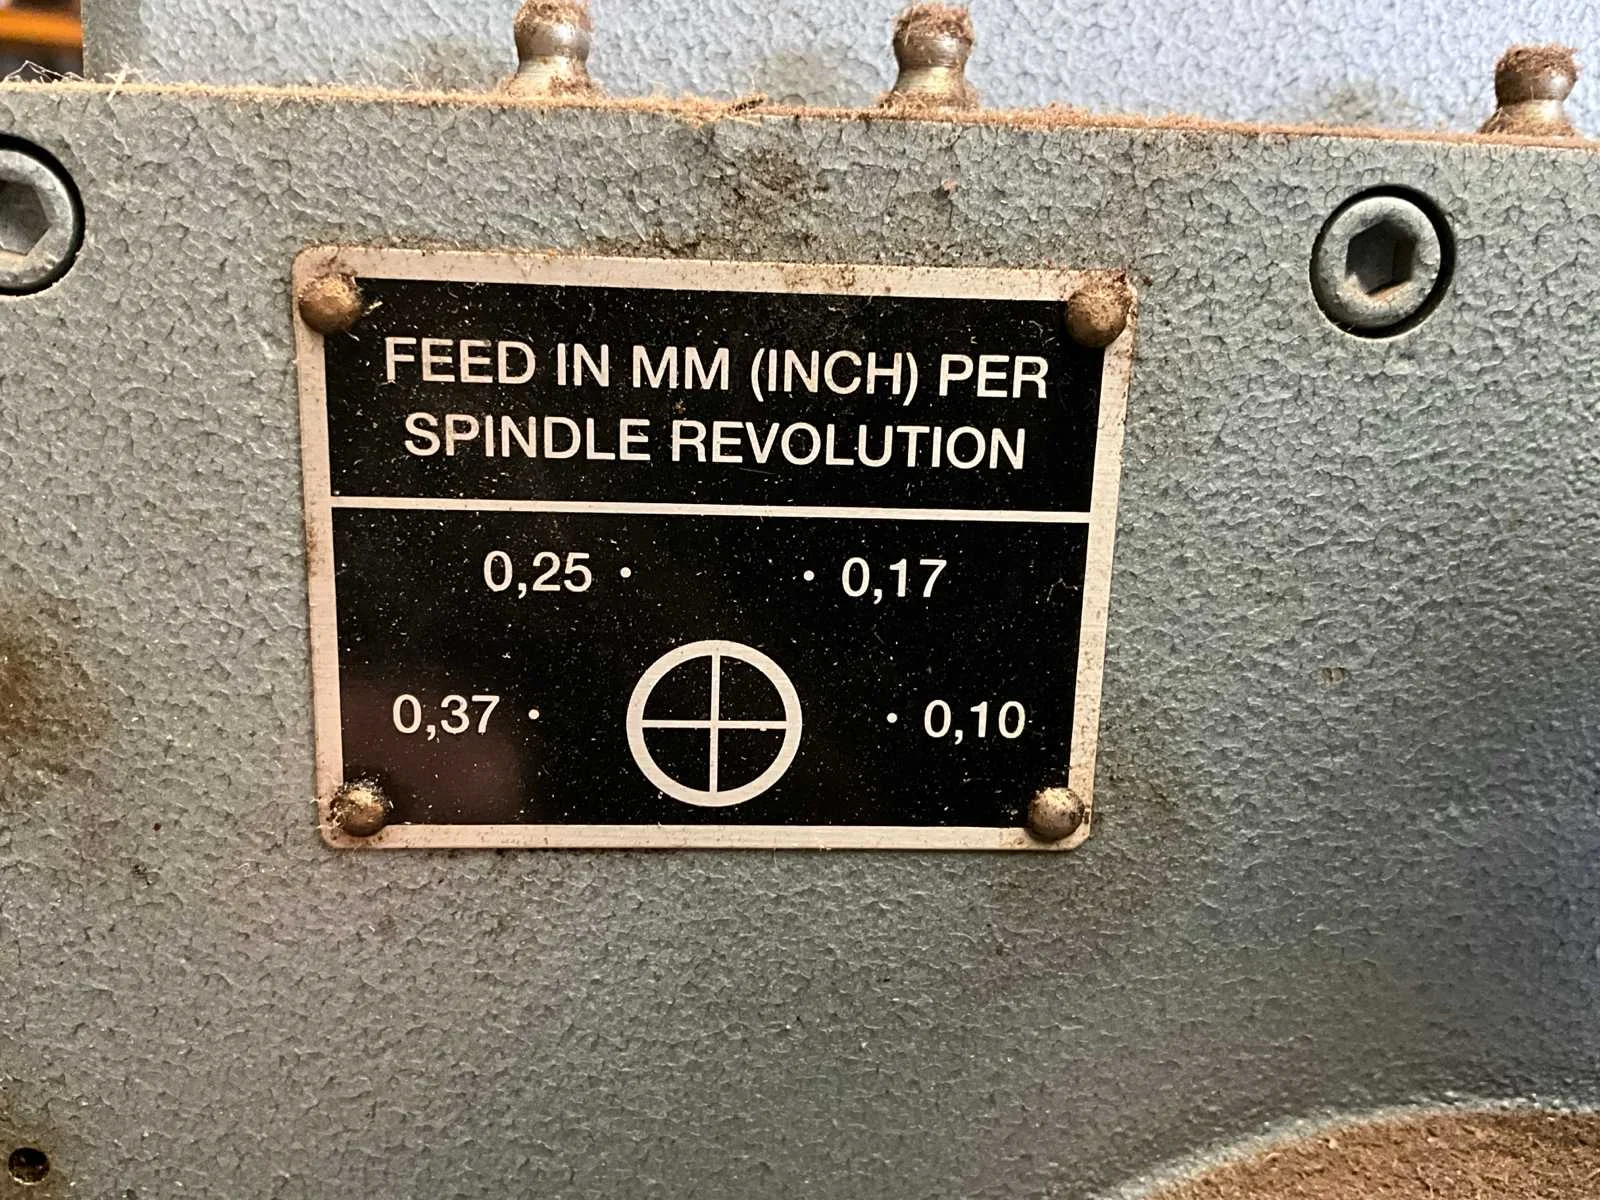 FEED IN MM (INCH) PER
SPINDLE REVOLUTION
0,25 · · 0,17
0,37 · · 0,10